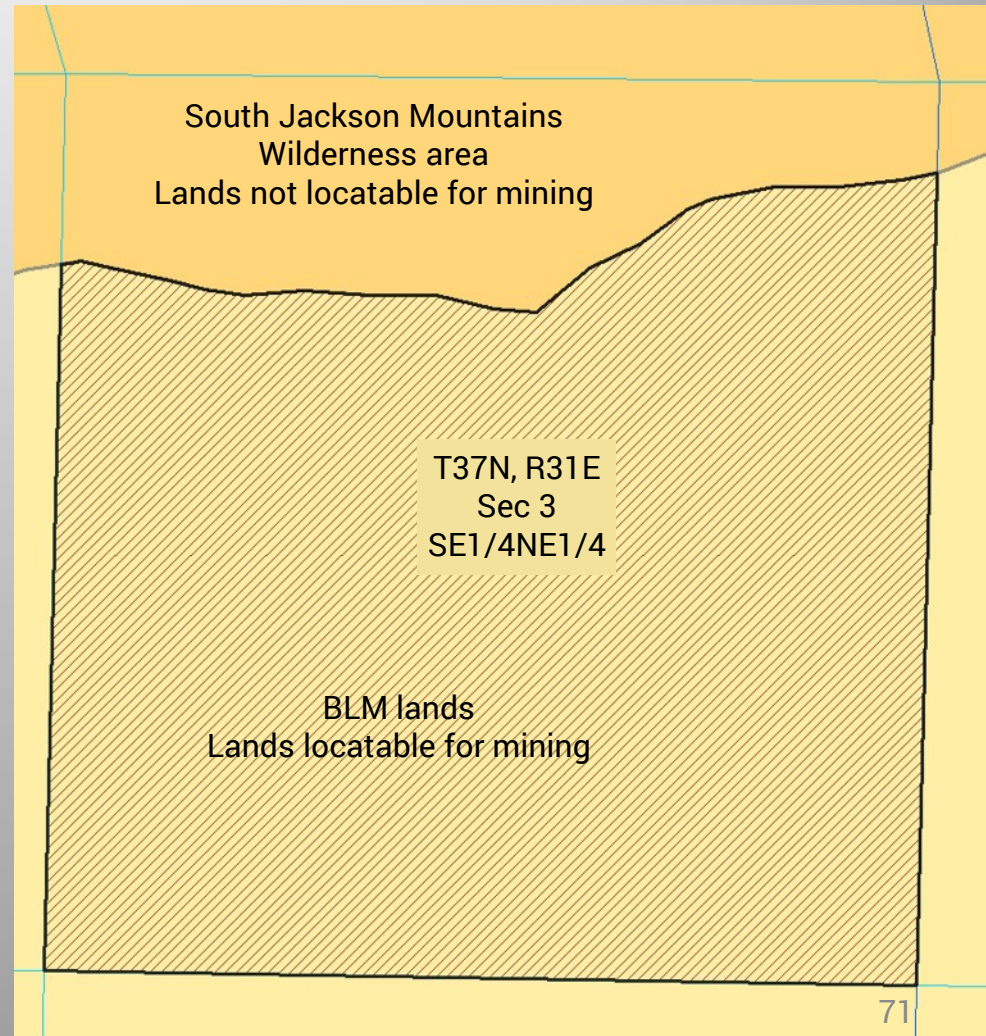 South Jackson Mountains
Wilderness area
Lands not locatable for mining
T37N, R31E
Sec 3
SE1/4NE1/4
BLM lands
Lands locatable for mining
71